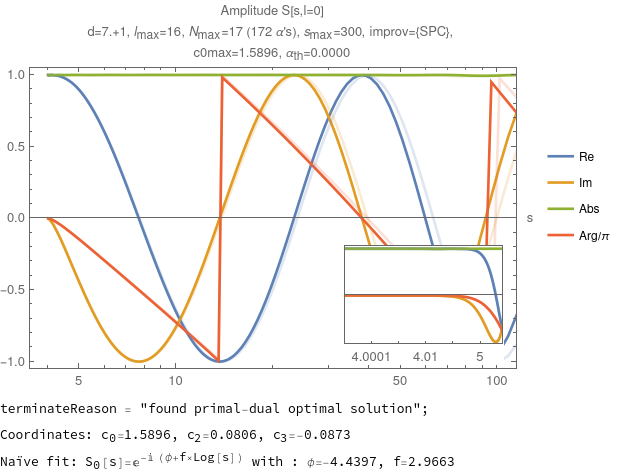 Amplitude S[s,l=0]
d=7.+1, lmax=16, Nmax=17 (172 α's), smax=300, improv={SPC},
c0max=1.5896, αth=0.0000
1.0
0.5
0.0
-0.5
-1.0
s
Re
Im
Abs
Arg/π
4.0001 4.01 5
5 10 50 100
terminateReason = "found primal-dual optimal solution";
Coordinates: c0=1.5896, c2=0.0806, c3=-0.0873
Naïve fit: S0[s]=e-i (ϕ+f×Log[s]) with : ϕ=-4.4397, f=2.9663